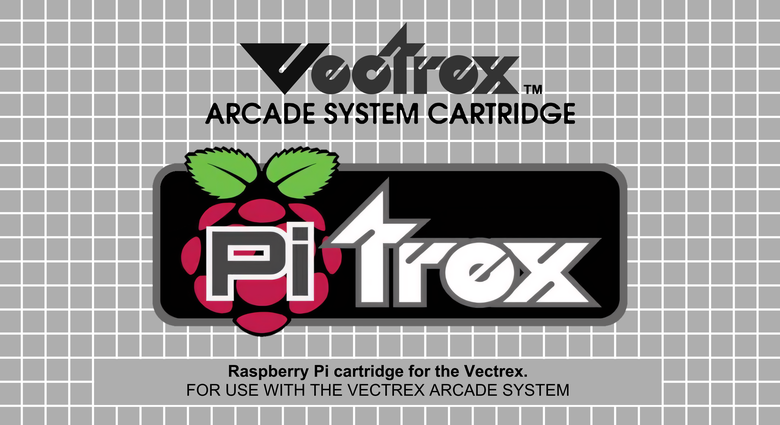 Vectrex™
ARCADE SYSTEM CARTRIDGE
Pi trex
Raspberry Pi cartridge for the Vectrex.
FOR USE WITH THE VECTREX ARCADE SYSTEM